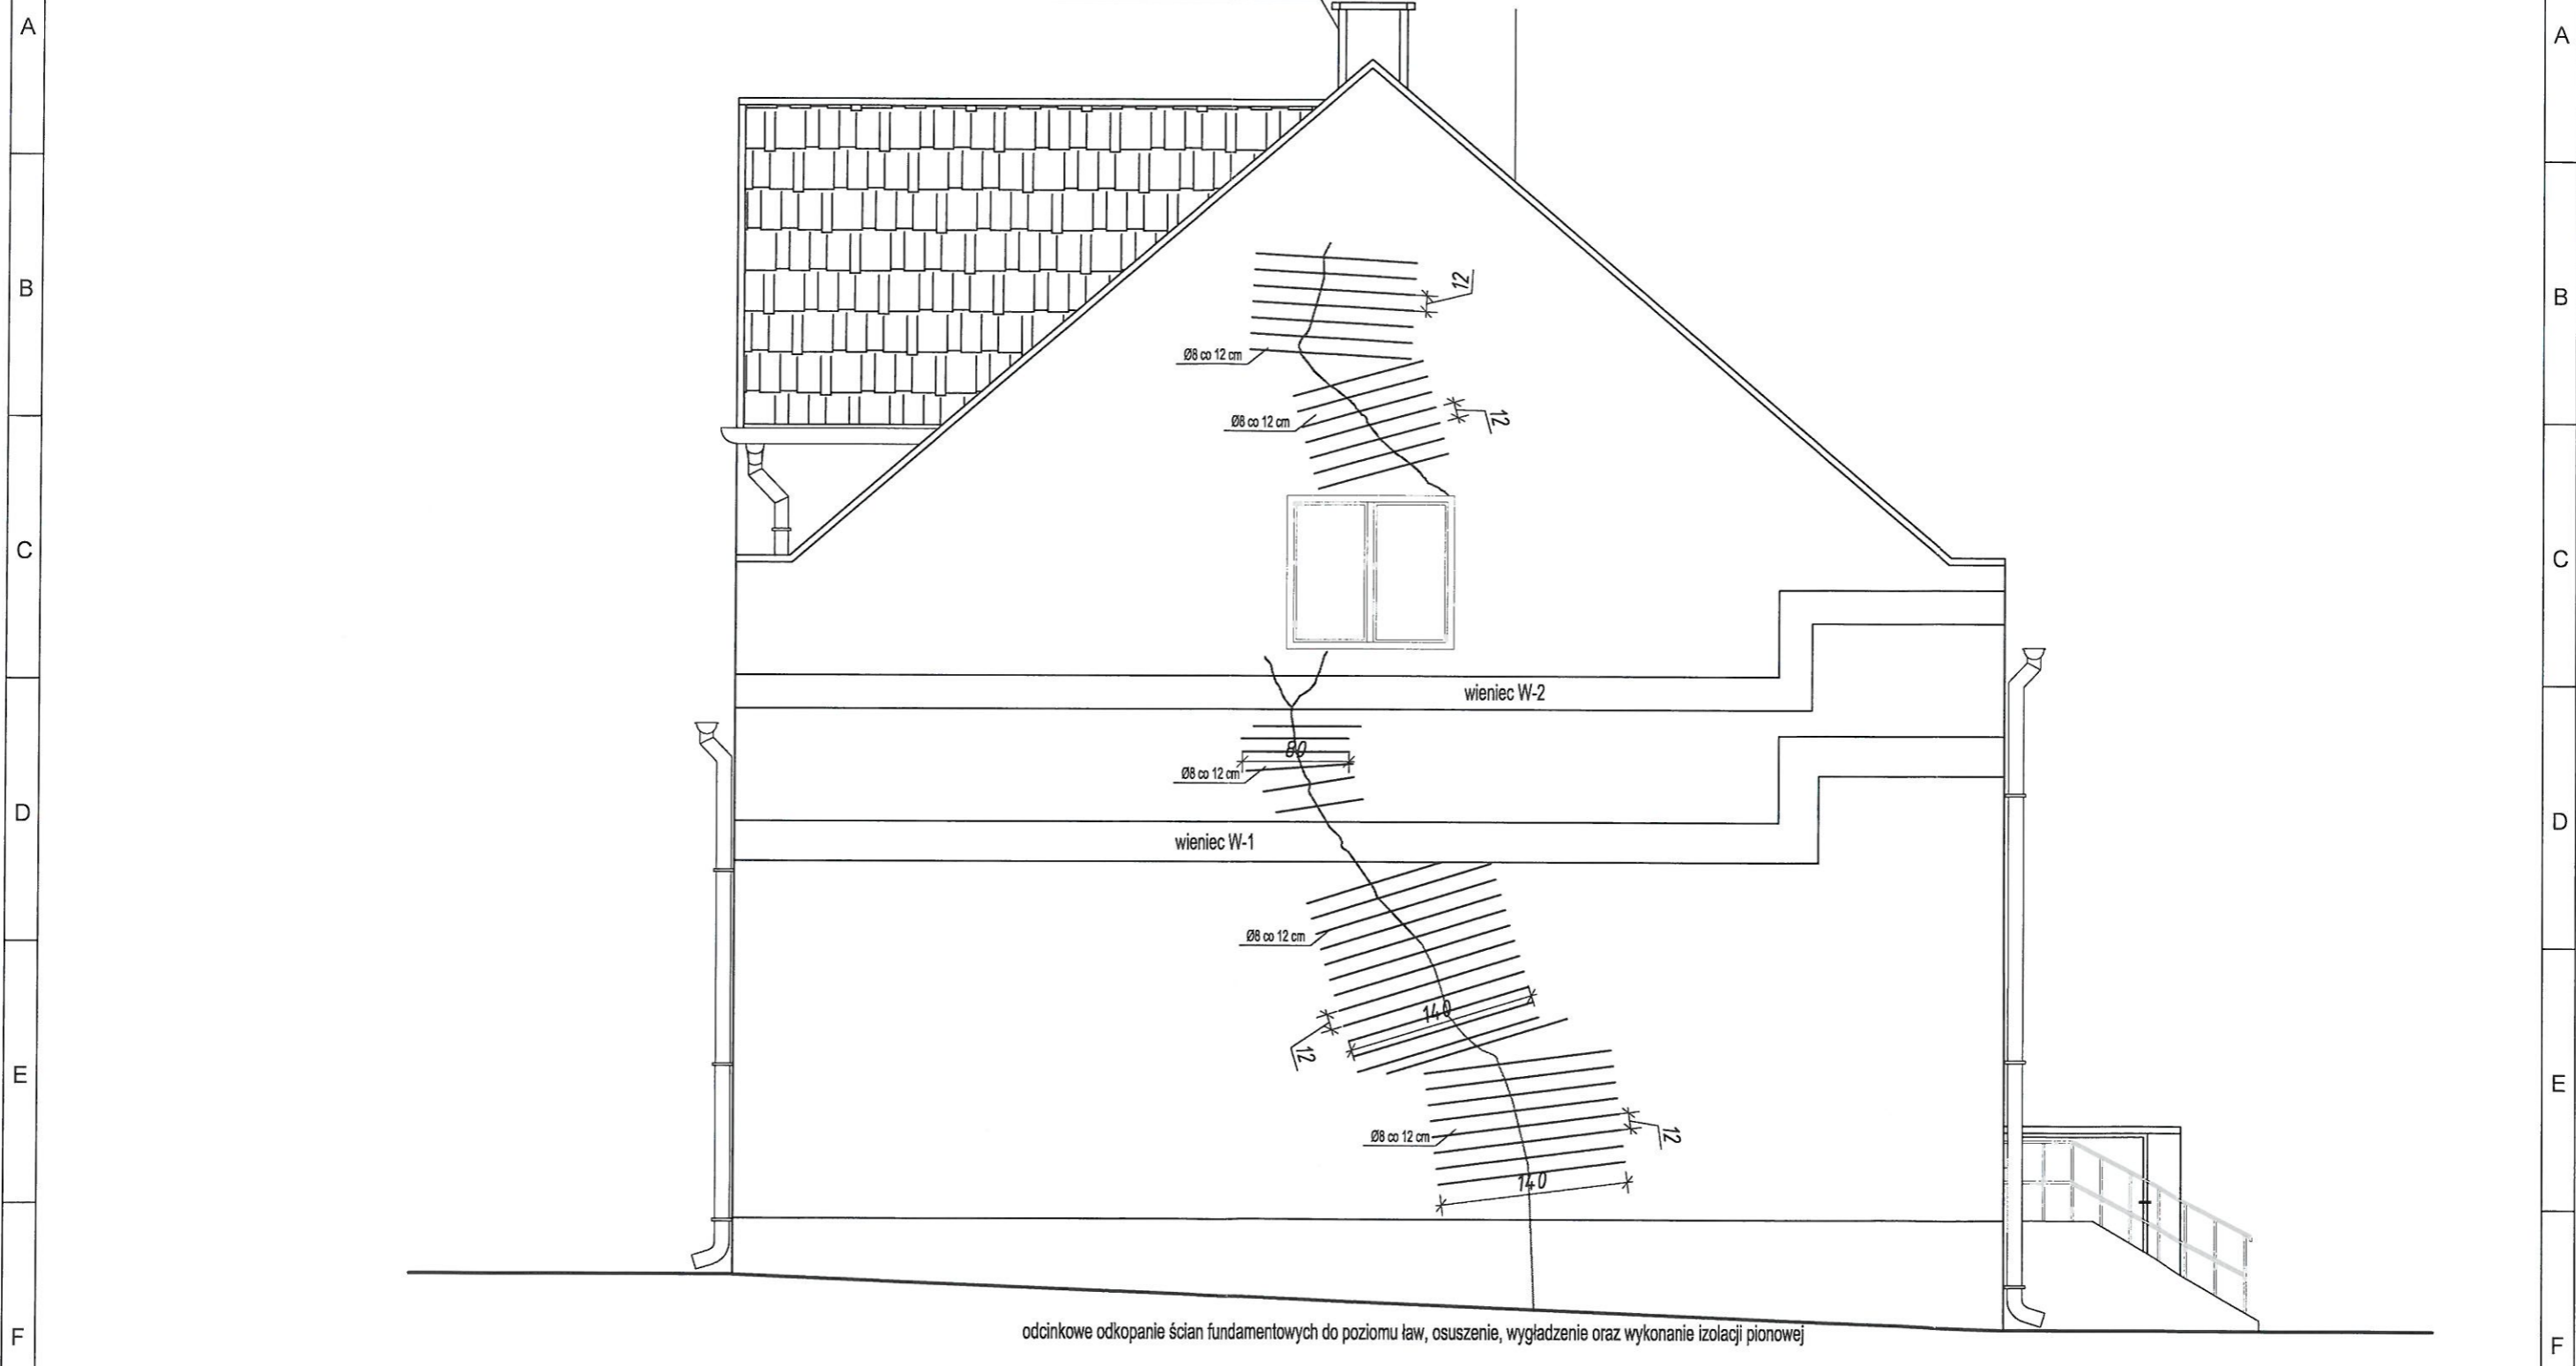 A
A
B
B
12
Ø8 co 12 cm
Ø8 co 12 cm
12
C
C
wieniec W-2
80
Ø8 co 12 cm
D
D
wieniec W-1
Ø8 co 12 cm
140
12
E
E
Ø8 co 12 cm
12
140
odcinkowe odkopanie ścian fundamentowych do poziomu ław, osuszenie, wygładzenie oraz wykonanie izolacji pionowej
F
F